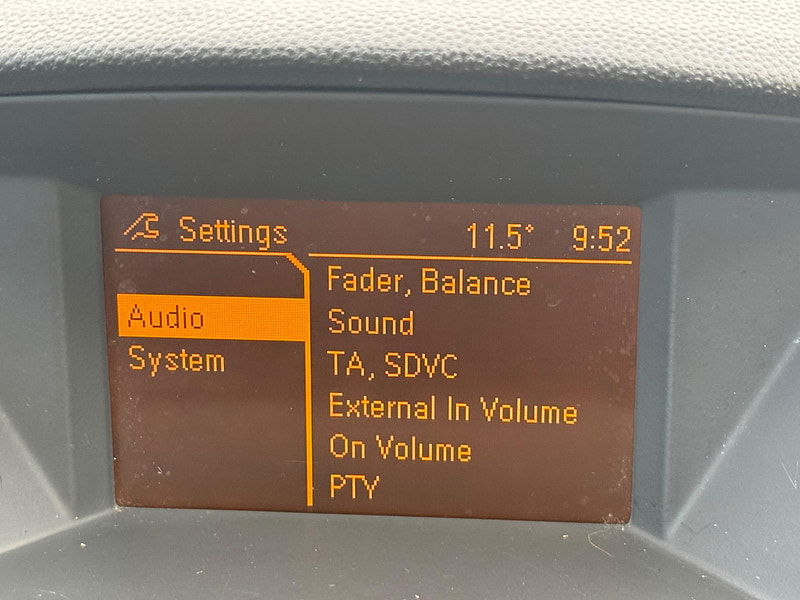 Settings 11.5° 9:52
Audio
System
Fader, Balance
Sound
TA, SDVC
External In Volume
On Volume
PTY